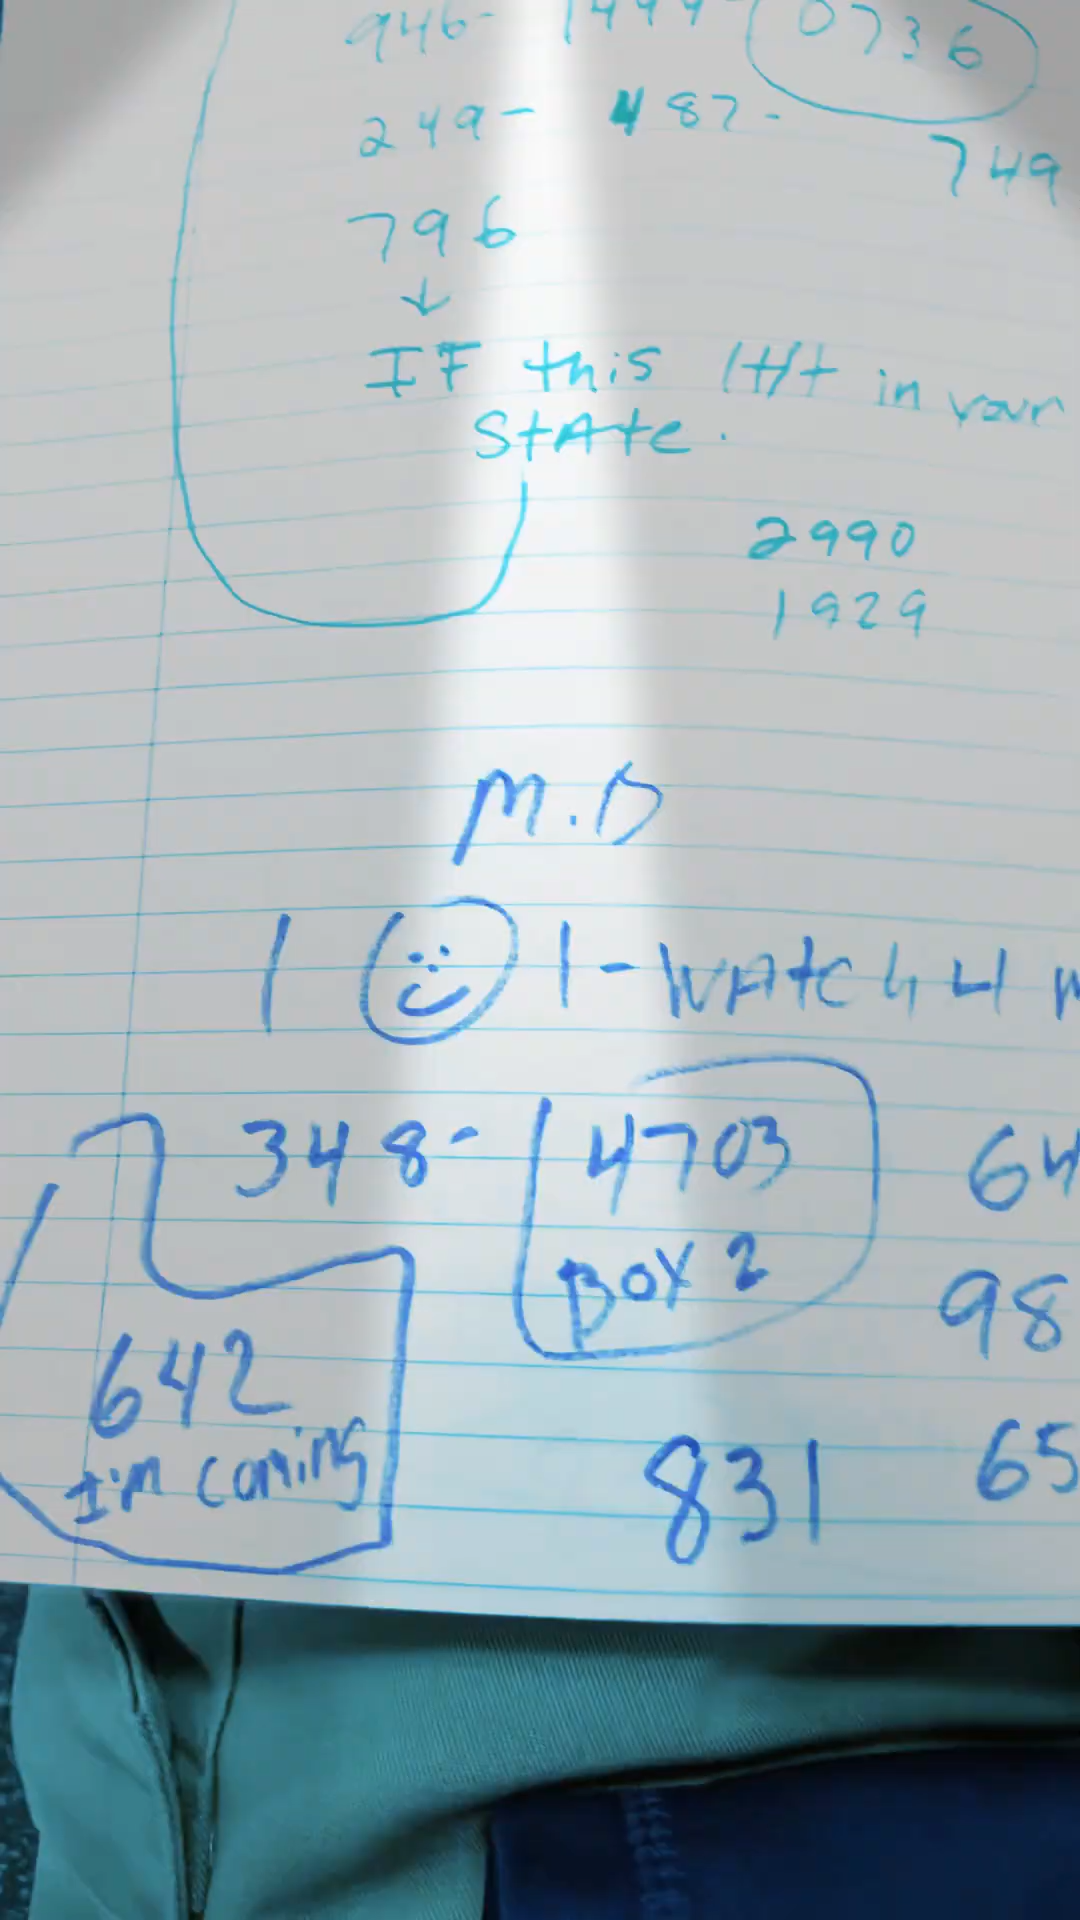 946- 1444- 0736
249- 487-
749
796
↓
IF this Hit in your
StAte.
2990
1929
M.D
1 1-WAtch 4
348- 4703
BOX 2
64
98
642
I'm coming
831
65